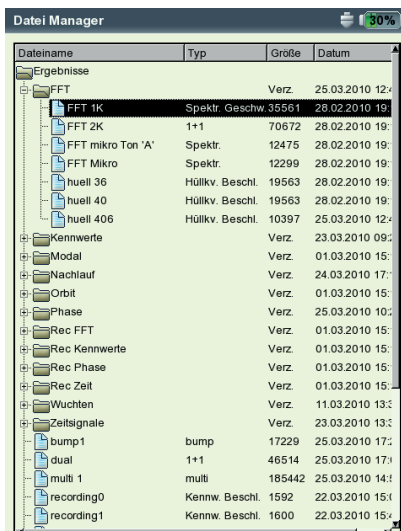 Datei Manager 30%
Dateiname Typ Größe Datum
Ergebnisse
FFT Verz. 25.03.2010 12:4
FFT 1K Spektr. Geschw. 35561 28.02.2010 19:
FFT 2K 1+1 70672 28.02.2010 19:
FFT mikro Ton 'A' Spektr. 12475 28.02.2010 19:
FFT Mikro Spektr. 12299 28.02.2010 19:
huell 36 Hüllkv. Beschl. 19563 28.02.2010 19:
huell 40 Hüllkv. Beschl. 19563 28.02.2010 19:
huell 406 Hüllkv. Beschl. 10397 25.03.2010 12:4
Kennwerte Verz. 23.03.2010 09:2
Modal Verz. 01.03.2010 15:
Nachlauf Verz. 24.03.2010 17:
Orbit Verz. 01.03.2010 15:
Phase Verz. 25.03.2010 10:2
Rec FFT Verz. 01.03.2010 15:
Rec Kennwerte Verz. 01.03.2010 15:
Rec Phase Verz. 01.03.2010 15:
Rec Zeit Verz. 01.03.2010 15:
Wuchten Verz. 11.03.2010 13:3
Zeitsignale Verz. 23.03.2010 13:3
bump1 bump 17229 25.03.2010 17:2
dual 1+1 46514 25.03.2010 17:
multi 1 multi 185442 25.03.2010 14:5
recording0 Kennw. Beschl. 1592 22.03.2010 15:0
recording1 Kennw. Beschl. 1600 22.03.2010 15:4